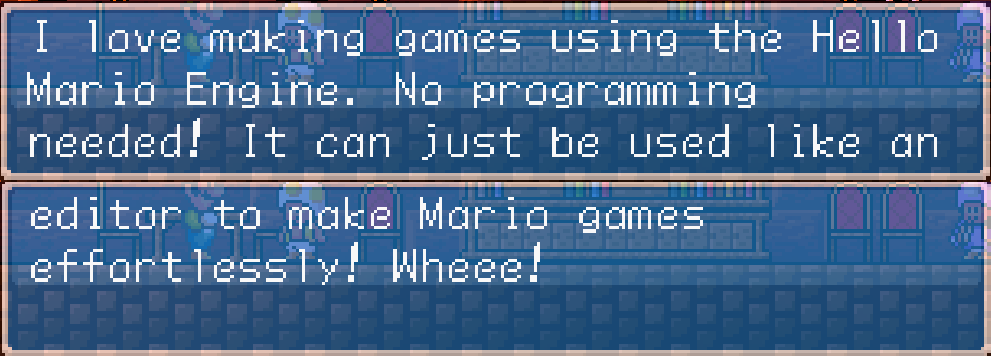 I love making games using the Hello
Mario Engine. No programming
needed! It can just be used like an
editor to make Mario games
effortlessly! Wheee!